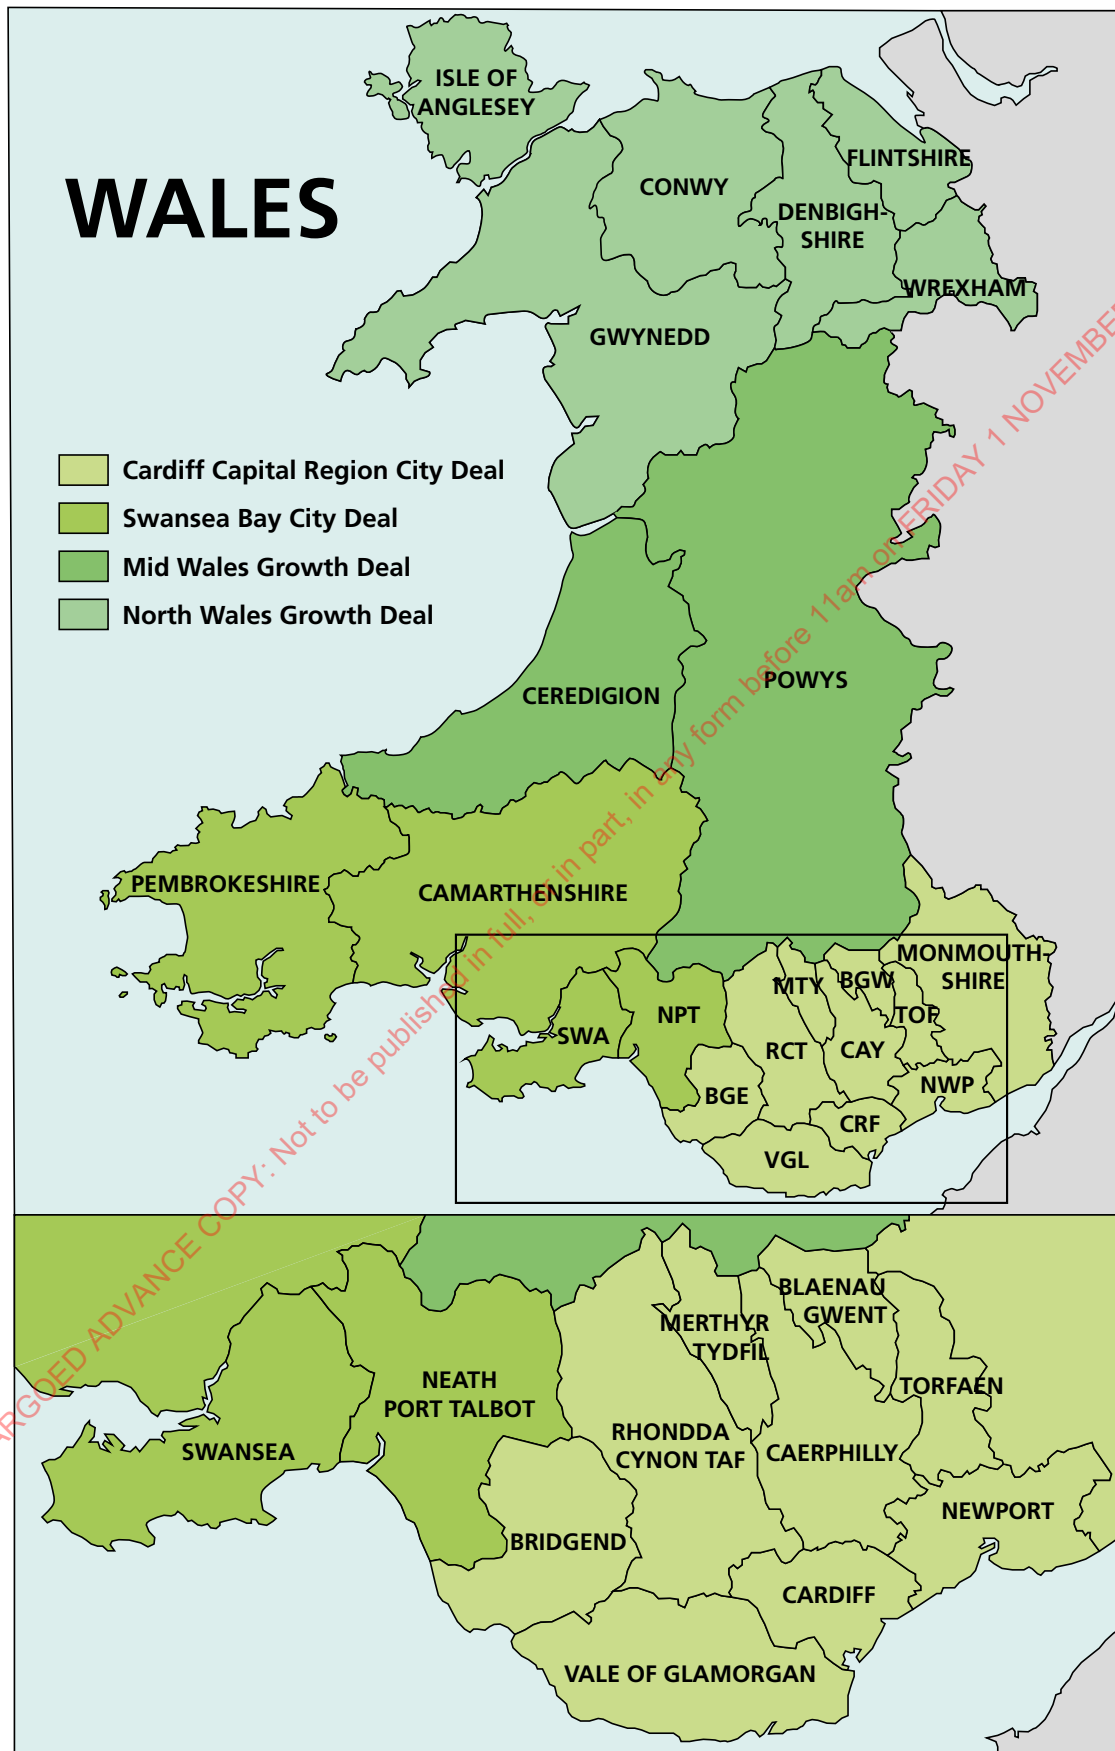 ISLE OF
ANGLESEY
WALES
CONWY
FLINTSHIRE
DENBIGH-
SHIRE
WREXHAM
GWYNEDD
Cardiff Capital Region City Deal
Swansea Bay City Deal
Mid Wales Growth Deal
North Wales Growth Deal
CEREDIGION
POWYS
PEMBROKESHIRE
CAMARTHENSHIRE
MONMOUTH-
SHIRE
MTY
BGW
TOF
NPT
SWA
RCT
CAY
NWP
BGE
CRF
VGL
BLAENAU
GWENT
MERTHYR
TYDFIL
NEATH
PORT TALBOT
TORFAEN
SWANSEA
RHONDDA
CYNON TAF
CAERPHILLY
NEWPORT
BRIDGEND
CARDIFF
VALE OF GLAMORGAN
ARGOED ADVANCE COPY: Not to be published in full, or in part, in any form before 11am on FRIDAY 1 NOVEMBER